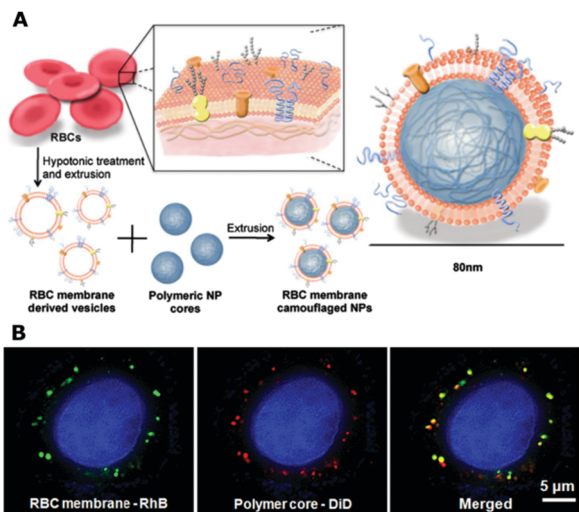 A
RBCs
Hypotonic treatment
and extrusion
Extrusion
80nm
RBC membrane
derived vesicles
Polymeric NP
cores
RBC membrane
camouflaged NPs
B
RBC membrane - RhB
Polymer core - DiD
Merged
5 µm